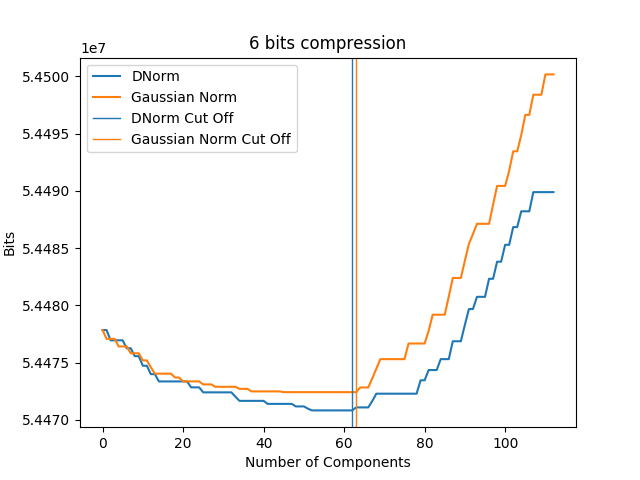 6 bits compression
1e7
DNorm
Gaussian Norm
DNorm Cut Off
Gaussian Norm Cut Off
5.4500
5.4495
5.4490
5.4485
5.4480
5.4475
5.4470
Bits
0 20 40 60 80 100
Number of Components